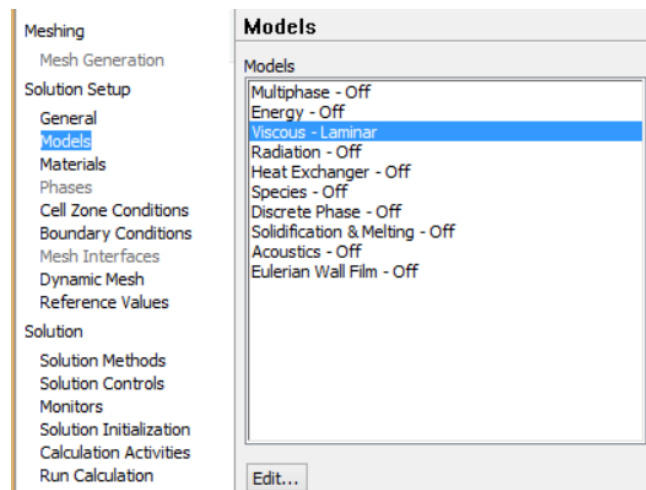 Meshing
Mesh Generation
Solution Setup
General
Models
Materials
Phases
Cell Zone Conditions
Boundary Conditions
Mesh Interfaces
Dynamic Mesh
Reference Values
Solution
Solution Methods
Solution Controls
Monitors
Solution Initialization
Calculation Activities
Run Calculation
Models
Models
Multiphase - Off
Energy - Off
Viscous - Laminar
Radiation - Off
Heat Exchanger - Off
Species - Off
Discrete Phase - Off
Solidification & Melting - Off
Acoustics - Off
Eulerian Wall Film - Off
Edit...